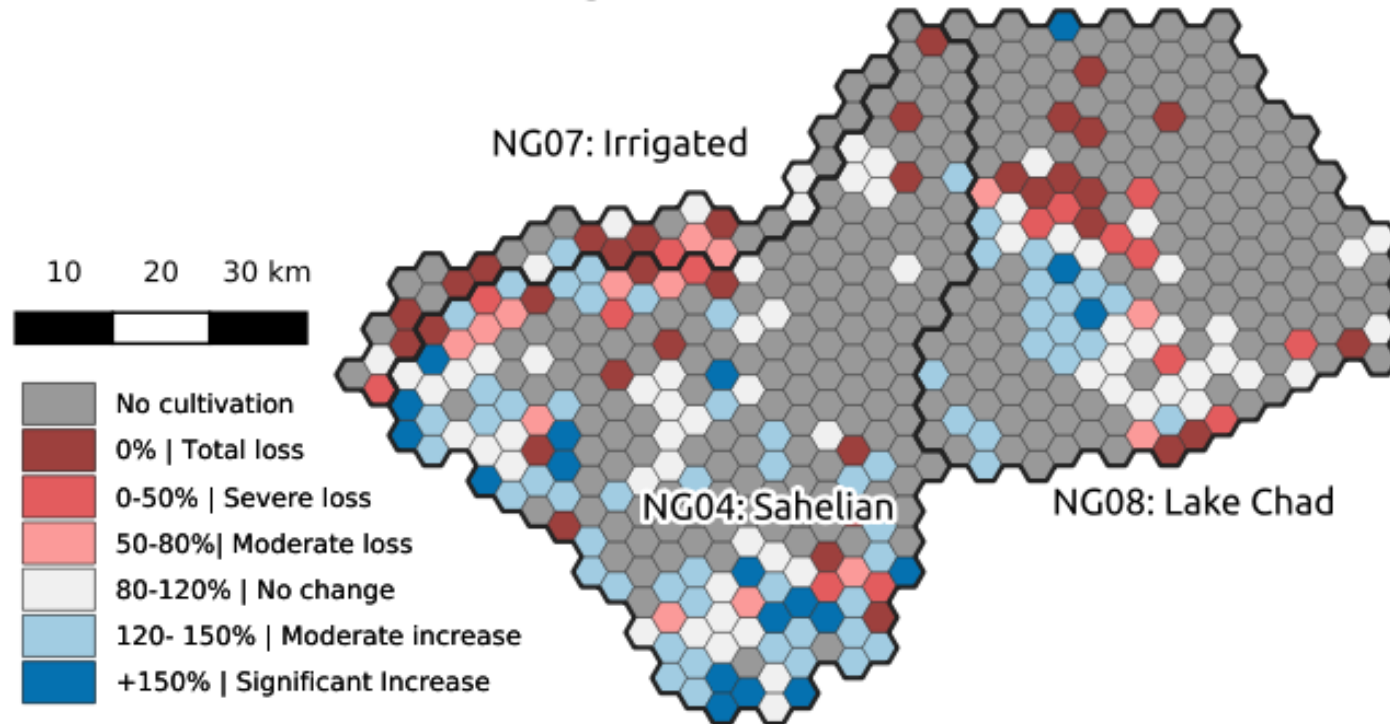 NG07: Irrigated
10 20 30 km
No cultivation
0% | Total loss
0-50% | Severe loss
50-80%| Moderate loss
80-120% | No change
120- 150% | Moderate increase
+150% | Significant Increase
NG04: Sahelian
NG08: Lake Chad